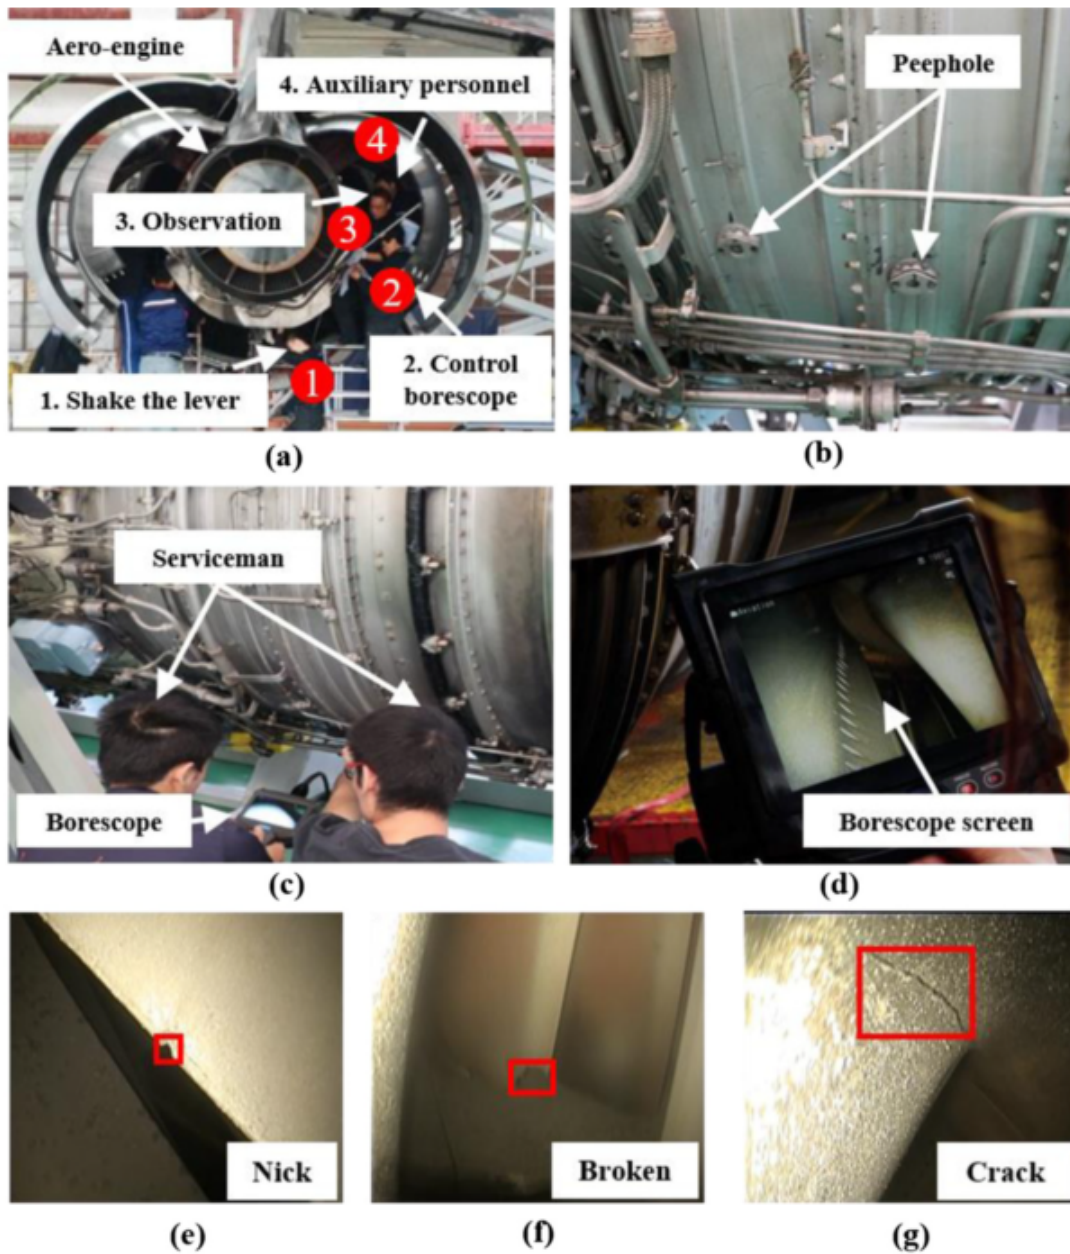 Aero-engine
4. Auxiliary personnel
4
3. Observation
3
2
1. Shake the lever
1
2. Control
borescope
(a)
Peephole
(b)
Serviceman
Borescope
(c)
Borescope screen
(d)
Nick
(e)
Broken
(f)
Crack
(g)